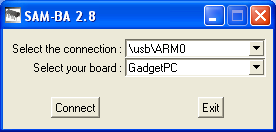 SAM-BA 2.8
Select the connection : \usb\ARM0
Select your board : GadgetPC
Connect Exit